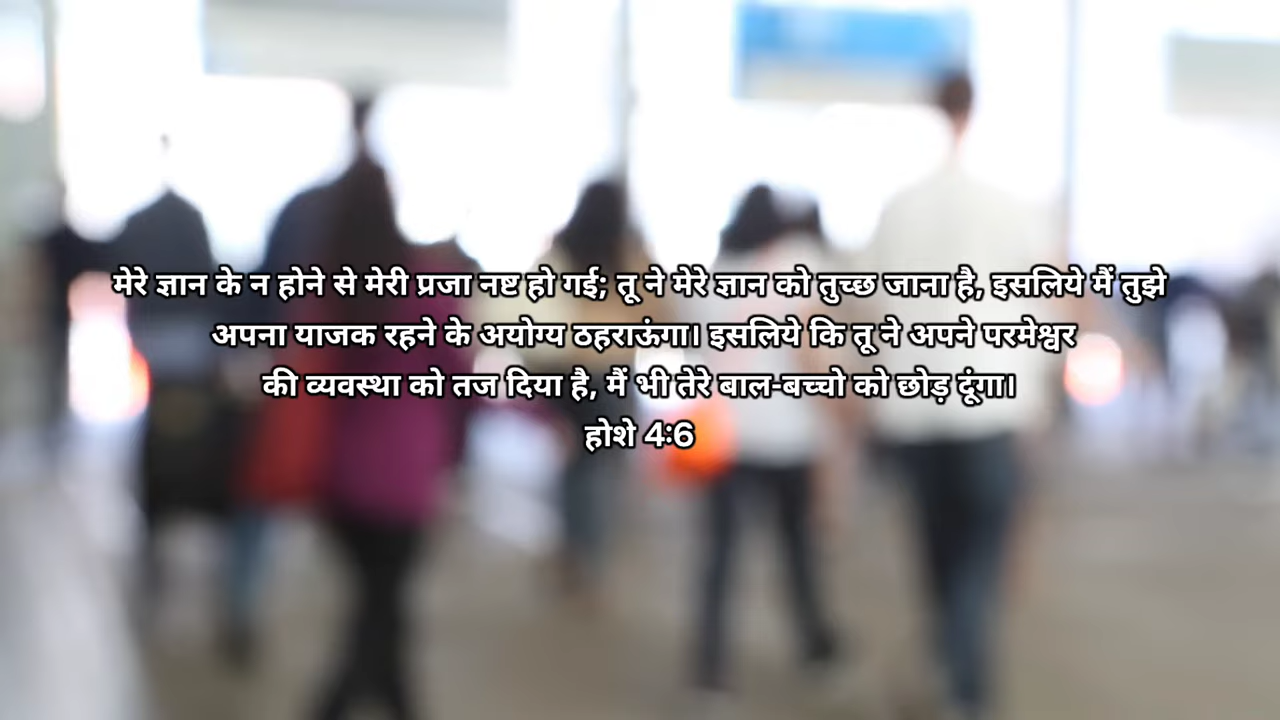 मेरे ज्ञान के न होने से मेरी प्रजा नष्ट हो गई; तू ने मेरे ज्ञान को तुच्छ जाना है, इसलिये मैं तुझे
अपना याजक रहने के अयोग्य ठहराऊंगा। इसलिये कि तू ने अपने परमेश्वर
की व्यवस्था को तज दिया है, मैं भी तेरे बाल-बच्चो को छोड़ दूंगा।
होशे 4:6